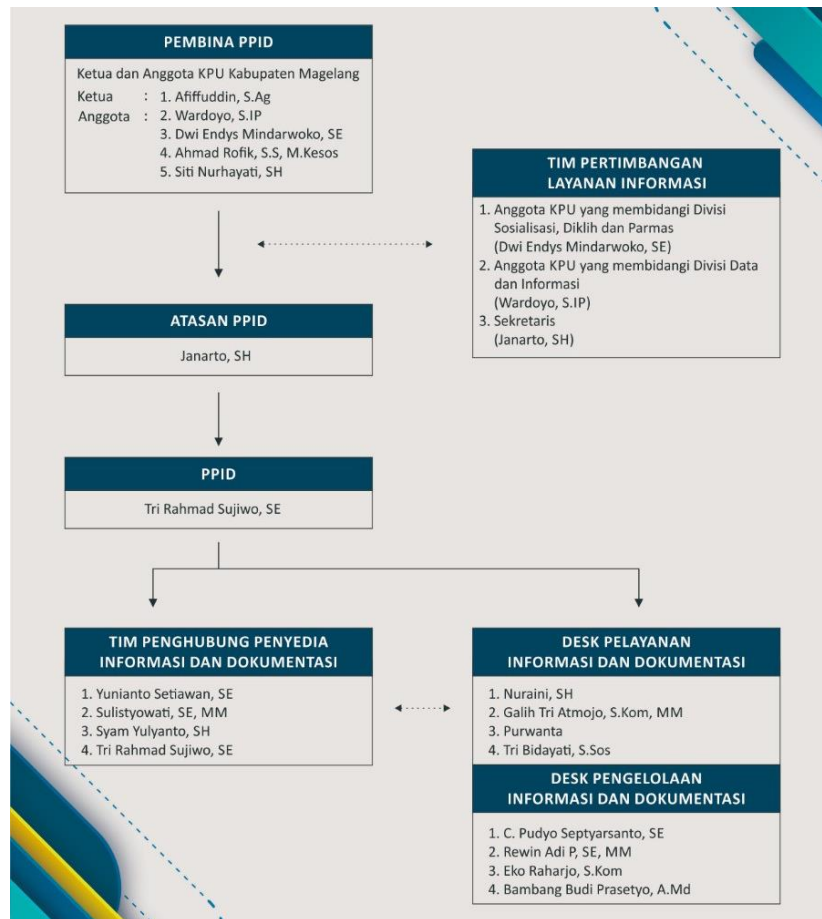 PEMBINA PPID
Ketua dan Anggota KPU Kabupaten Magelang
Ketua : 1. Afiffuddin, S.Ag
Anggota : 2. Wardoyo, S.IP
3. Dwi Endys Mindarwoko, SE
4. Ahmad Rofik, S.S, M.Kesos
5. Siti Nurhayati, SH
TIM PERTIMBANGAN
LAYANAN INFORMASI
1. Anggota KPU yang membidangi Divisi
Sosialisasi, Diklih dan Parmas
(Dwi Endys Mindarwoko, SE)
2. Anggota KPU yang membidangi Divisi Data
dan Informasi
(Wardoyo, S.IP)
3. Sekretaris
(Janarto, SH)
ATASAN PPID
Janarto, SH
PPID
Tri Rahmad Sujiwo, SE
TIM PENGHUBUNG PENYEDIA
INFORMASI DAN DOKUMENTASI
1. Yunianto Setiawan, SE
2. Sulistyowati, SE, MM
3. Syam Yulyanto, SH
4. Tri Rahmad Sujiwo, SE
DESK PELAYANAN
INFORMASI DAN DOKUMENTASI
1. Nuraini, SH
2. Galih Tri Atmojo, S.Kom, MM
3. Purwanta
4. Tri Bidayati, S.Sos
DESK PENGELOLAAN
INFORMASI DAN DOKUMENTASI
1. C. Pudyo Septyarsanto, SE
2. Rewin Adi P, SE, MM
3. Eko Raharjo, S.Kom
4. Bambang Budi Prasetyo, A.Md